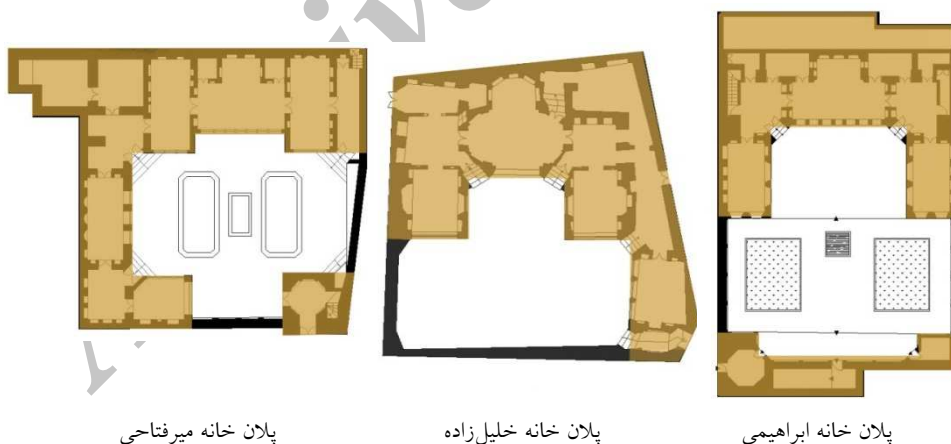 پلان خانه ابراهیمی
پلان خانه خلیل‌زاده
پلان خانه میرفتاحی